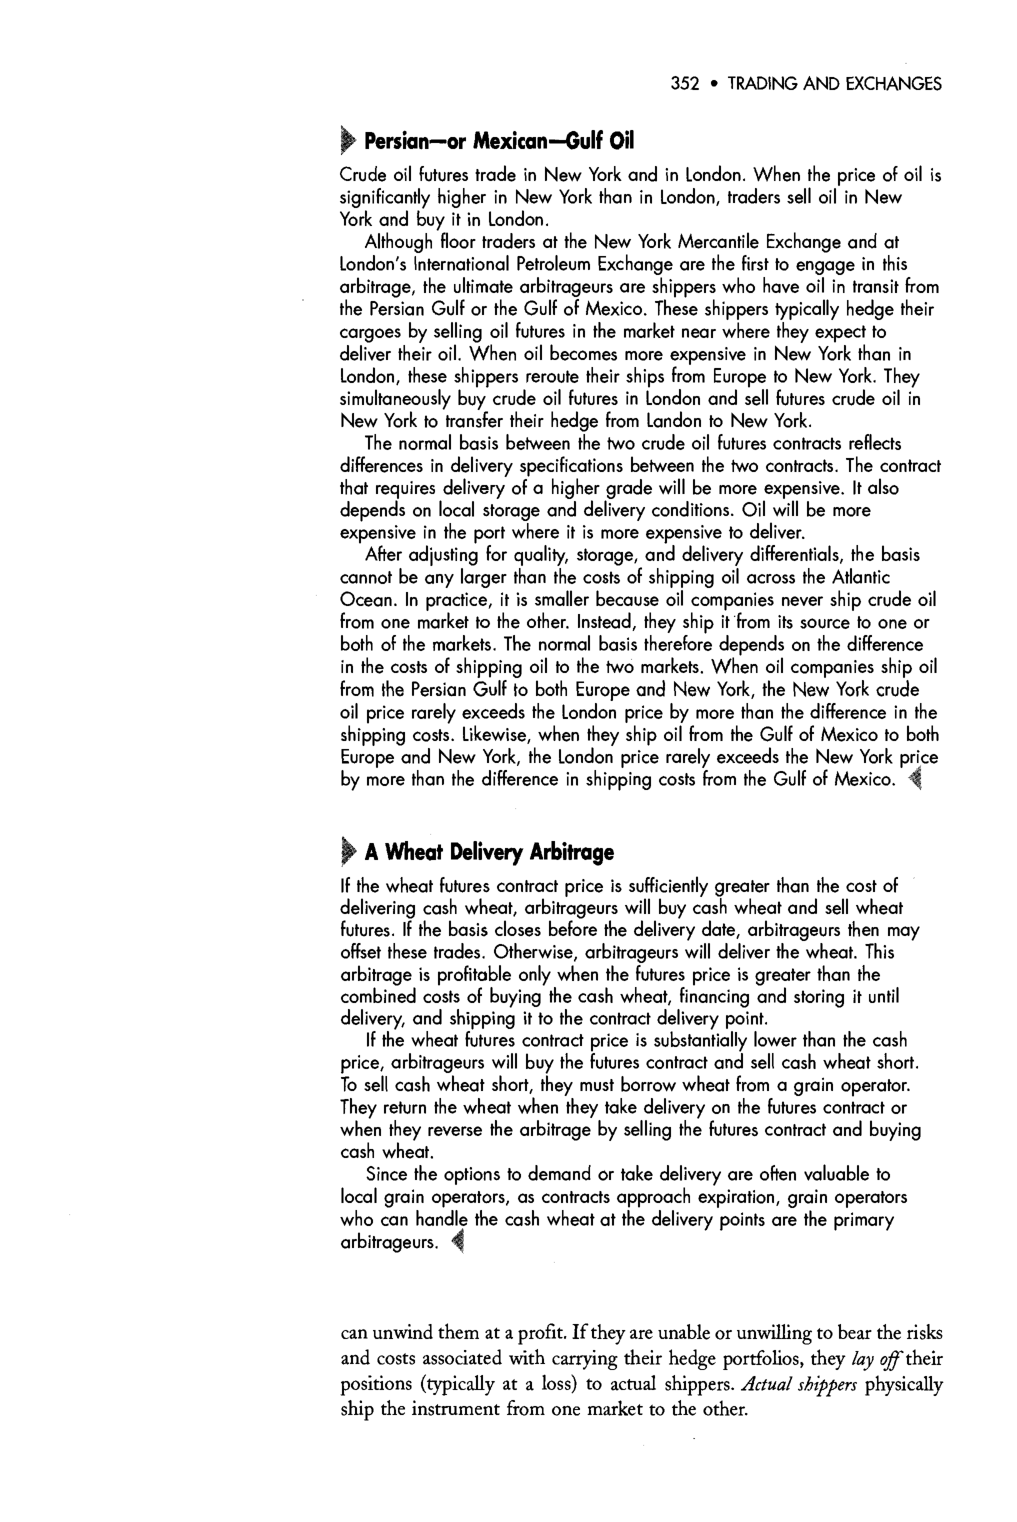 352 • TRADING AND EXCHANGES
Persian—or Mexican—Gulf Oil
Crude oil futures trade in New York and in London. When the price of oil is
significantly higher in New York than in London, traders sell oil in New
York and buy it in London.
Although floor traders at the New York Mercantile Exchange and at
London's International Petroleum Exchange are the first to engage in this
arbitrage, the ultimate arbitrageurs are shippers who have oil in transit from
the Persian Gulf or the Gulf of Mexico. These shippers typically hedge their
cargoes by selling oil futures in the market near where they expect to
deliver their oil. When oil becomes more expensive in New York than in
London, these shippers reroute their ships from Europe to New York. They
simultaneously buy crude oil futures in London and sell futures crude oil in
New York to transfer their hedge from Landon to New York.
The normal basis between the two crude oil futures contracts reflects
differences in delivery specifications between the two contracts. The contract
that requires delivery of a higher grade will be more expensive. It also
depends on local storage and delivery conditions. Oil will be more
expensive in the port where it is more expensive to deliver.
After adjusting for quality, storage, and delivery differentials, the basis
cannot be any larger than the costs of shipping oil across the Atlantic
Ocean. In practice, it is smaller because oil companies never ship crude oil
from one market to the other. Instead, they ship it from its source to one or
both of the markets. The normal basis therefore depends on the difference
in the costs of shipping oil to the two markets. When oil companies ship oil
from the Persian Gulf to both Europe and New York, the New York crude
oil price rarely exceeds the London price by more than the difference in the
shipping costs. Likewise, when they ship oil from the Gulf of Mexico to both
Europe and New York, the London price rarely exceeds the New York price
by more than the difference in shipping costs from the Gulf of Mexico.
A Wheat Delivery Arbitrage
If the wheat futures contract price is sufficiently greater than the cost of
delivering cash wheat, arbitrageurs will buy cash wheat and sell wheat
futures. If the basis closes before the delivery date, arbitrageurs then may
offset these trades. Otherwise, arbitrageurs will deliver the wheat. This
arbitrage is profitable only when the futures price is greater than the
combined costs of buying the cash wheat, financing and storing it until
delivery, and shipping it to the contract delivery point.
If the wheat futures contract price is substantially lower than the cash
price, arbitrageurs will buy the futures contract and sell cash wheat short.
To sell cash wheat short, they must borrow wheat from a grain operator.
They return the wheat when they take delivery on the futures contract or
when they reverse the arbitrage by selling the futures contract and buying
cash wheat.
Since the options to demand or take delivery are often valuable to
local grain operators, as contracts approach expiration, grain operators
who can handle the cash wheat at the delivery points are the primary
arbitrageurs.
can unwind them at a profit. If they are unable or unwilling to bear the risks
and costs associated with carrying their hedge portfolios, they lay off their
positions (typically at a loss) to actual shippers. Actual shippers physically
ship the instrument from one market to the other.